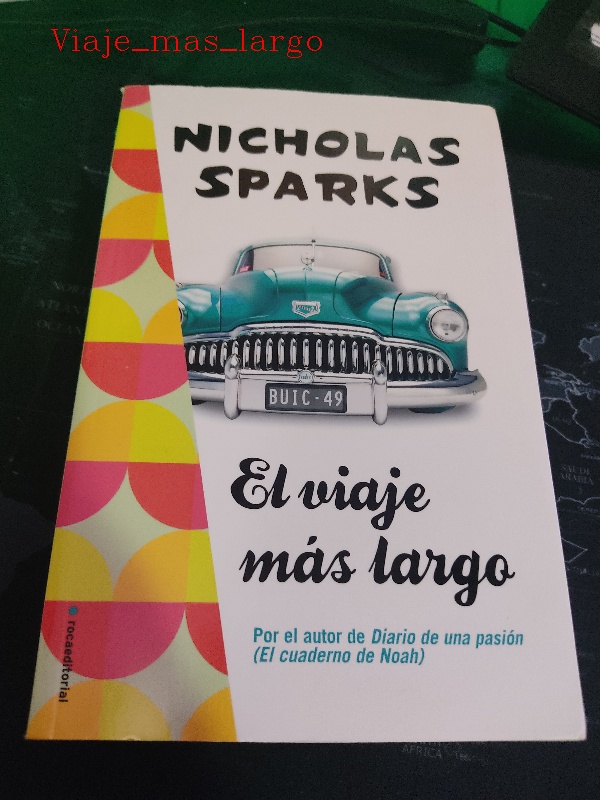 Viaje_mas_largo
NICHOLAS
SPARKS
BUIC-49
El viaje
más largo
Por el autor de Diario de una pasión
(El cuaderno de Noah)
rocaeditorial
AFRICA